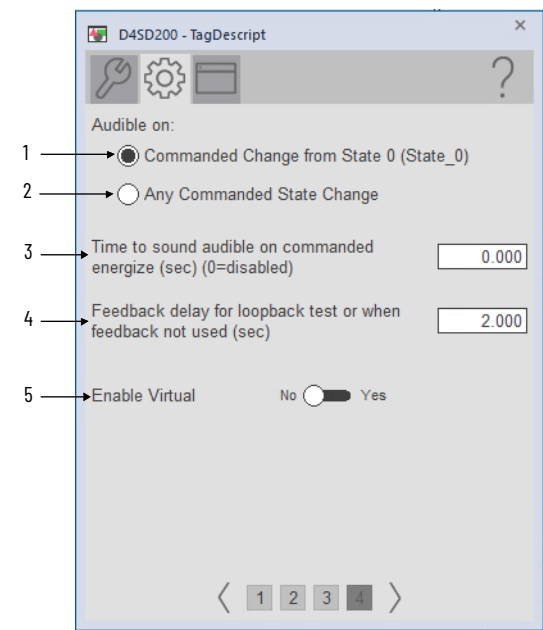 D4SD200 - TagDescript
Audible on:
1
Commanded Change from State 0 (State_0)
2
Any Commanded State Change
3
Time to sound audible on commanded
energize (sec) (0=disabled)
0.000
4
Feedback delay for loopback test or when
feedback not used (sec)
2.000
5
Enable Virtual No Yes
1 2 3 4